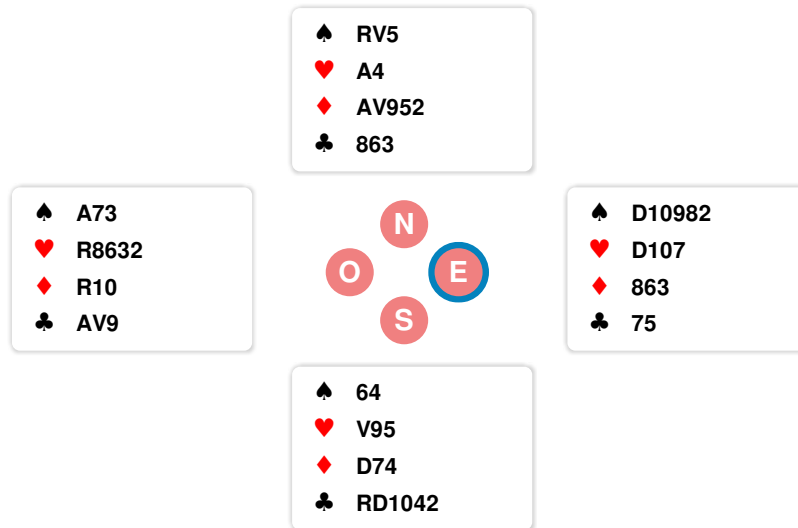 ♠ RV5
♥ A4
♦ AV952
♣ 863
♠ A73
♥ R8632
♦ R10
♣ AV9
N
O
E
S
♠ D10982
♥ D107
♦ 863
♣ 75
♠ 64
♥ V95
♦ D74
♣ RD1042